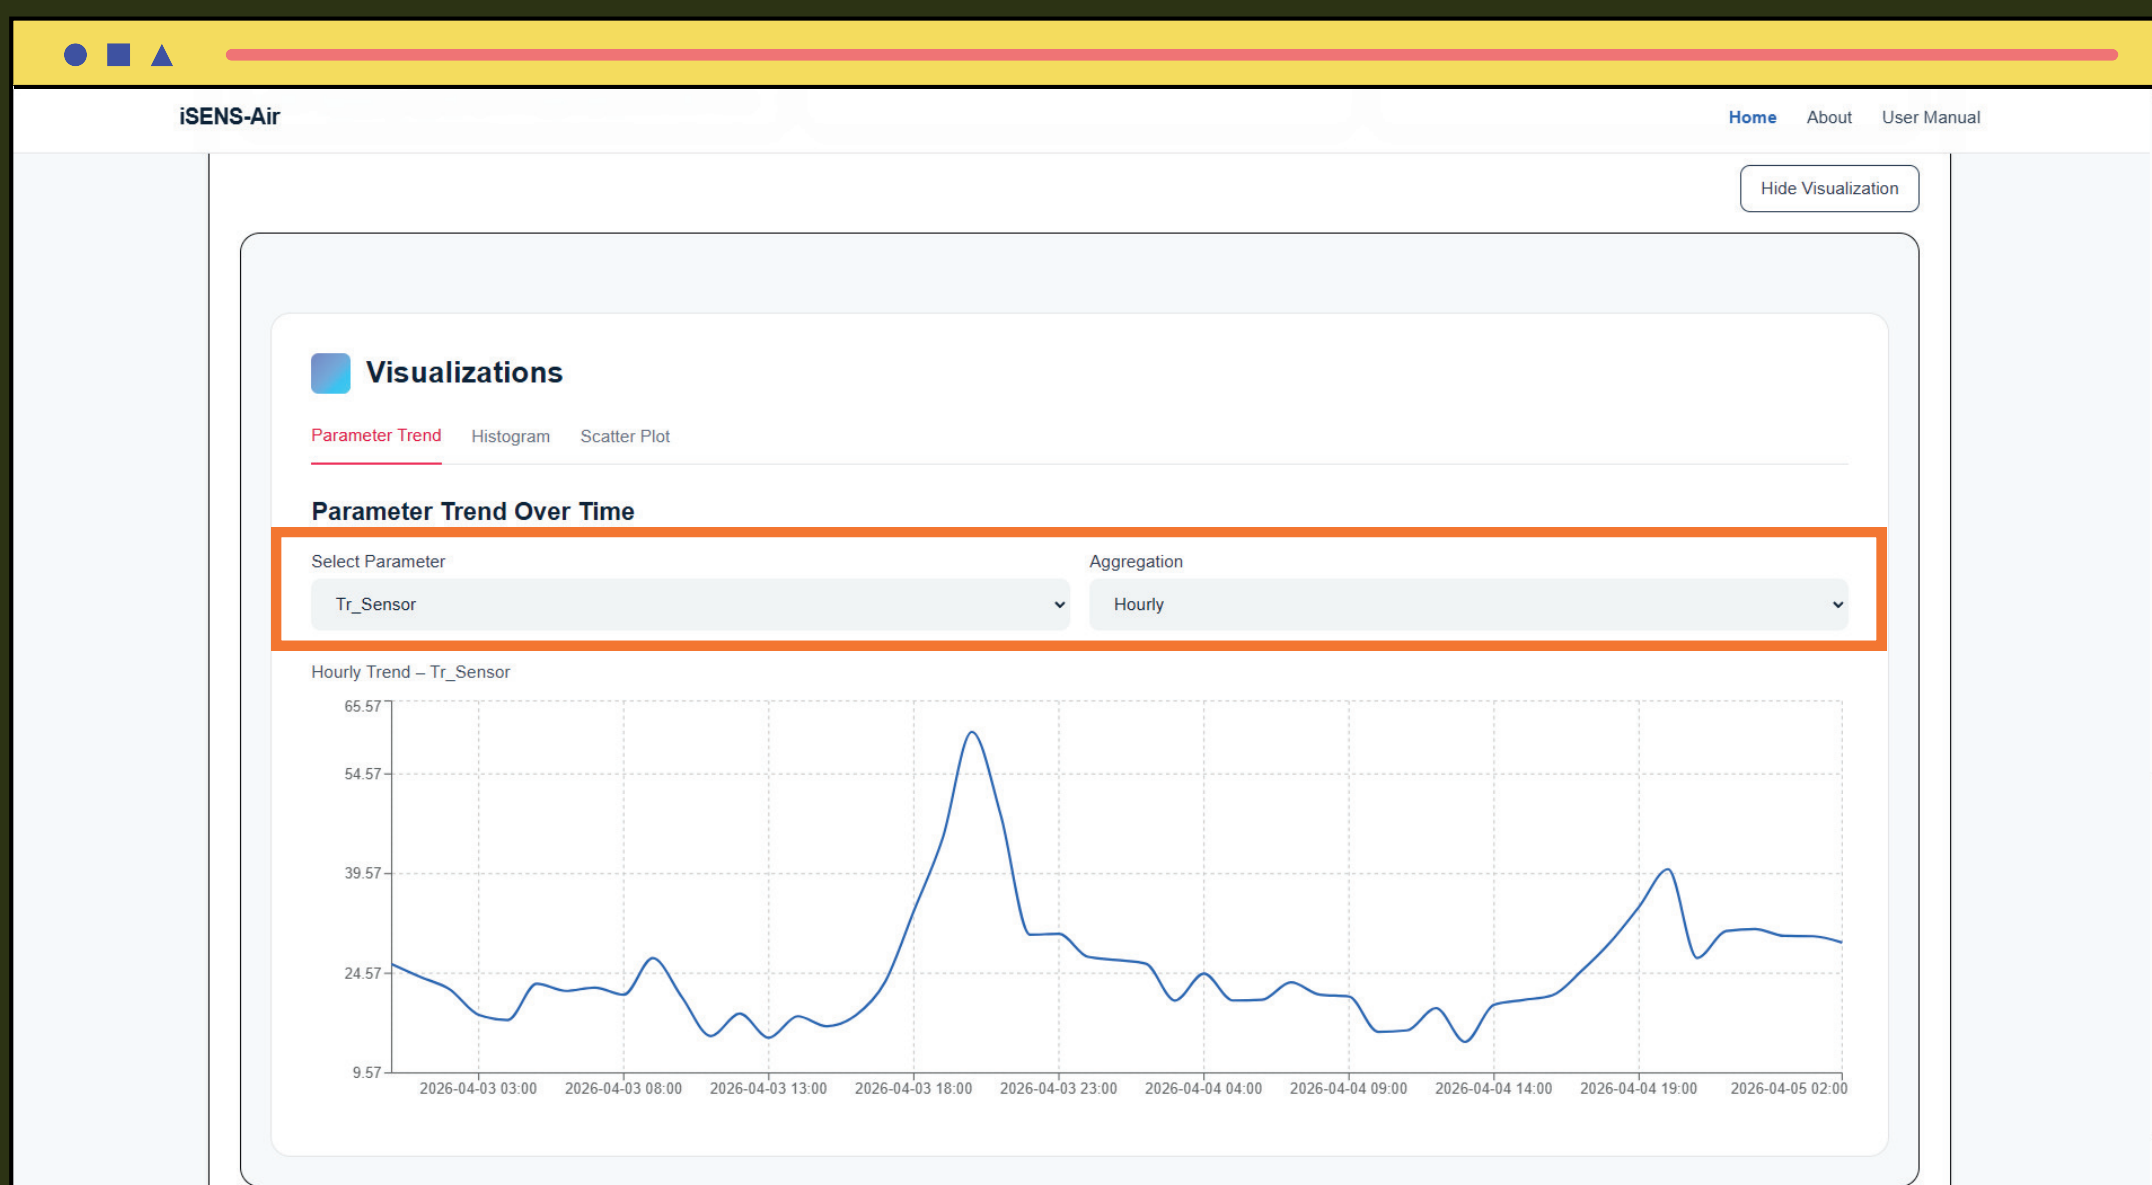 iSENS-Air
Home About User Manual
Hide Visualization
Visualizations
Parameter Trend Histogram Scatter Plot
Parameter Trend Over Time
Select Parameter Aggregation
Tr_Sensor Hourly
Hourly Trend – Tr_Sensor
65.57
54.57
39.57
24.57
9.57
2026-04-03 03:00 2026-04-03 08:00 2026-04-03 13:00 2026-04-03 18:00 2026-04-03 23:00 2026-04-04 04:00 2026-04-04 09:00 2026-04-04 14:00 2026-04-04 19:00 2026-04-05 02:00